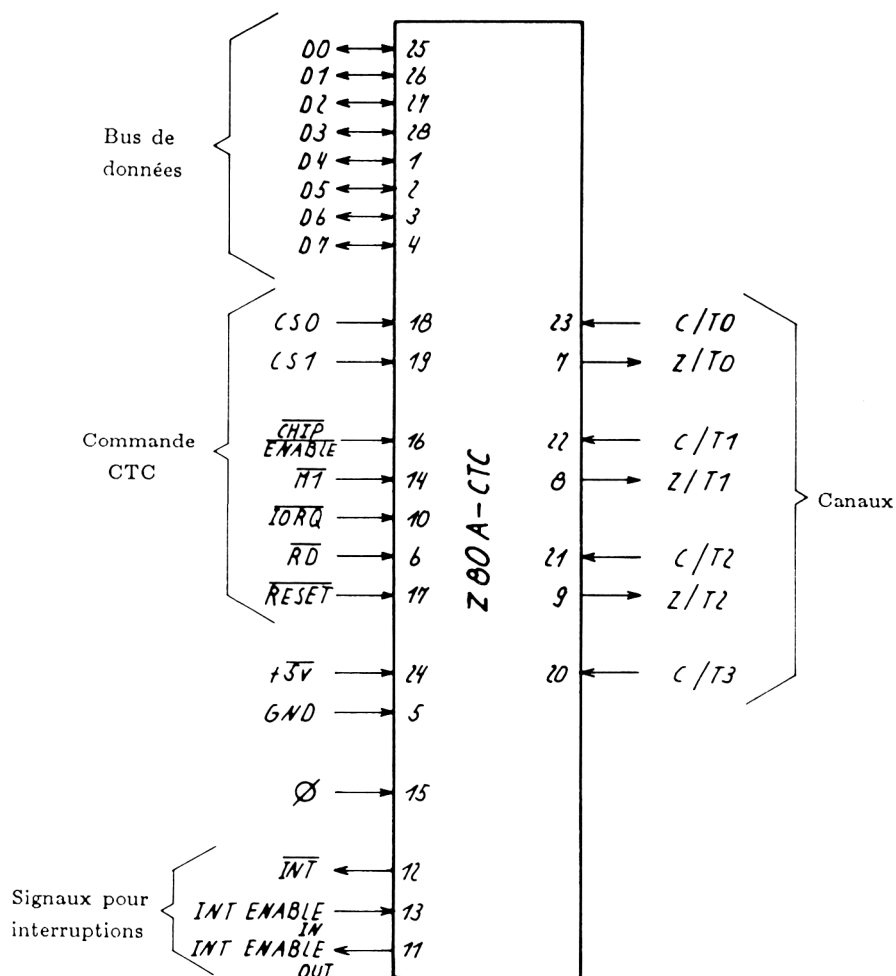 D0 25
D1 26
D2 27
D3 28
D4 1
D5 2
D6 3
D7 4
Bus de
données
CS0 18
CS1 19
CHIP
ENABLE 16
M1 14
IORQ 10
RD 6
RESET 17
Commande
CTC
+5V 24
GND 5
Ø 15
INT 12
INT ENABLE 13
IN
INT ENABLE 11
OUT
Signaux pour
interruptions
Z80A-CTC
23 C/T0
7 Z/T0
22 C/T1
8 Z/T1
21 C/T2
9 Z/T2
20 C/T3
Canaux